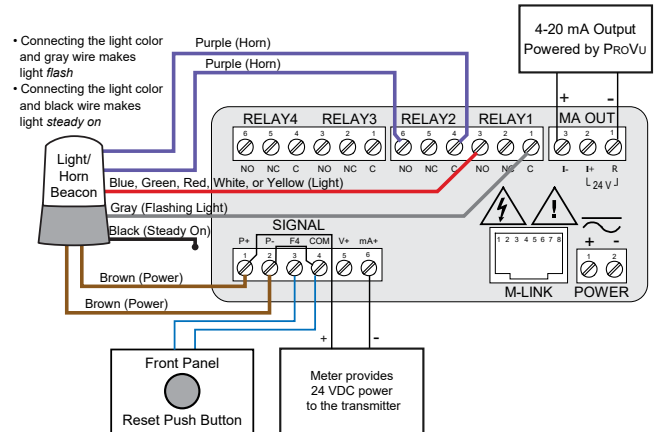 • Connecting the light color
and gray wire makes
light flash
• Connecting the light color
and black wire makes
light steady on
Purple (Horn)
Purple (Horn)
4-20 mA Output
Powered by PROVU
+ -
RELAY4 RELAY3 RELAY2 RELAY1 MA OUT
6 5 4 3 2 1 6 5 4 3 2 1 3 2 1
NO NC C NO NC C NO NC C NO NC C I- I+ R
24 V
Light/
Horn
Beacon
Blue, Green, Red, White, or Yellow (Light)
Gray (Flashing Light)
Black (Steady On)
SIGNAL
P+ P- F4 COM V+ mA+
1 2 3 4 5 6
1 2 3 4 5 6 7 8
M-LINK
+ -
1 2
POWER
Brown (Power)
Brown (Power)
+ -
Front Panel
Reset Push Button
Meter provides
24 VDC power
to the transmitter